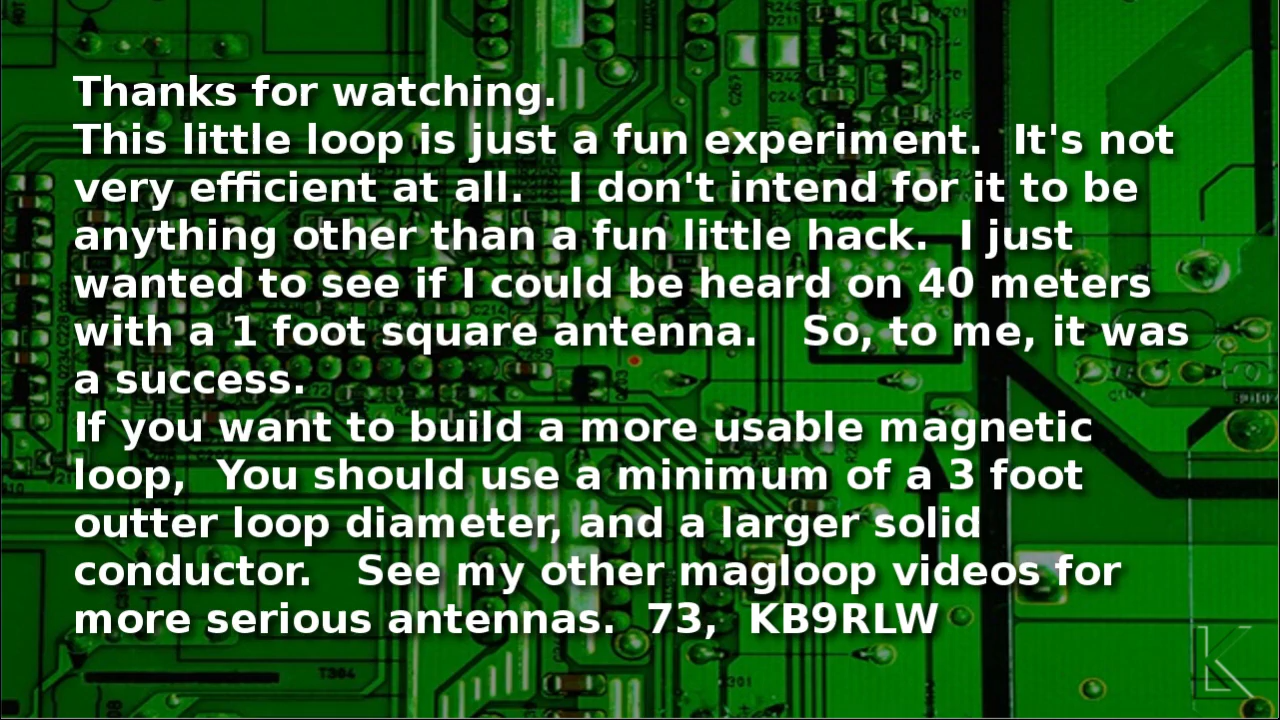 Thanks for watching.
This little loop is just a fun experiment.  It's not
very efficient at all.   I don't intend for it to be
anything other than a fun little hack.  I just
wanted to see if I could be heard on 40 meters
with a 1 foot square antenna.   So, to me, it was
a success.
If you want to build a more usable magnetic
loop,  You should use a minimum of a 3 foot
outter loop diameter, and a larger solid
conductor.   See my other magloop videos for
more serious antennas.  73,  KB9RLW
T304
301
K